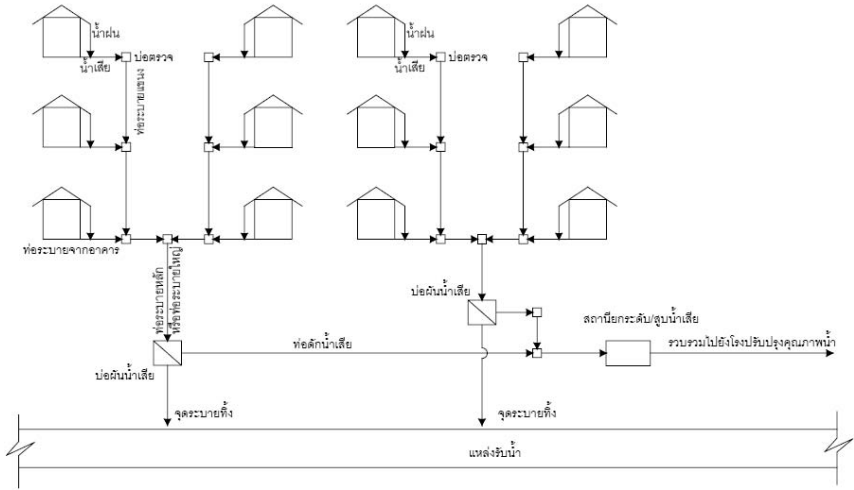 น้ำฝน
น้ำฝน
บ่อตรวจ
บ่อตรวจ
น้ำเสีย
น้ำเสีย
ท่อระบายแขนง
ท่อระบายจากอาคาร
ท่อระบายหลัก
หรือท่อระบายใหญ่
บ่อผันน้ำเสีย
สถานียกระดับ/สูบน้ำเสีย
ท่อดักน้ำเสีย
รวบรวมไปยังโรงปรับปรุงคุณภาพน้ำ
บ่อผันน้ำเสีย
จุดระบายทิ้ง
จุดระบายทิ้ง
แหล่งรับน้ำ